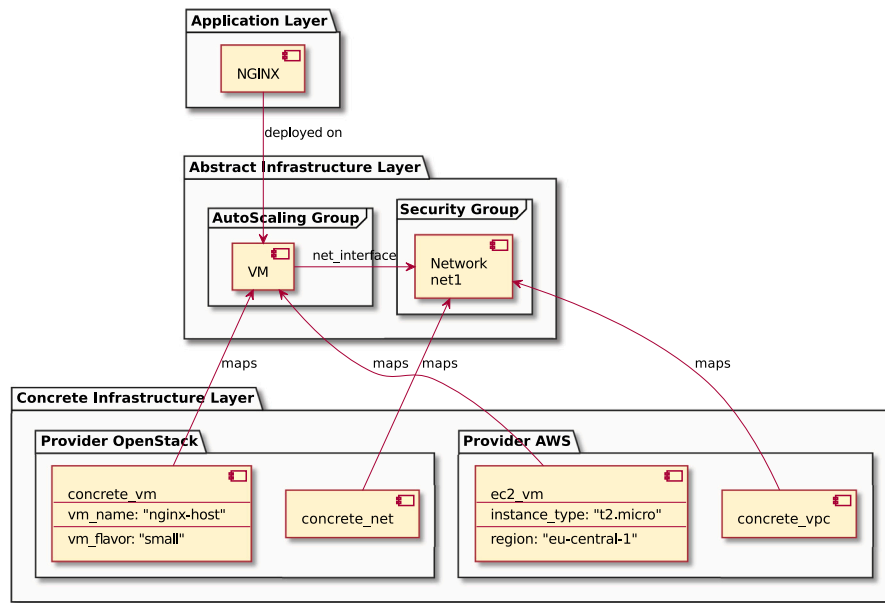 Application Layer
NGINX
deployed on
Abstract Infrastructure Layer
AutoScaling Group
Security Group
VM
net_interface
Network
net1
maps
maps
maps
maps
Concrete Infrastructure Layer
Provider OpenStack
concrete_vm
vm_name: "nginx-host"
vm_flavor: "small"
concrete_net
Provider AWS
ec2_vm
instance_type: "t2.micro"
region: "eu-central-1"
concrete_vpc